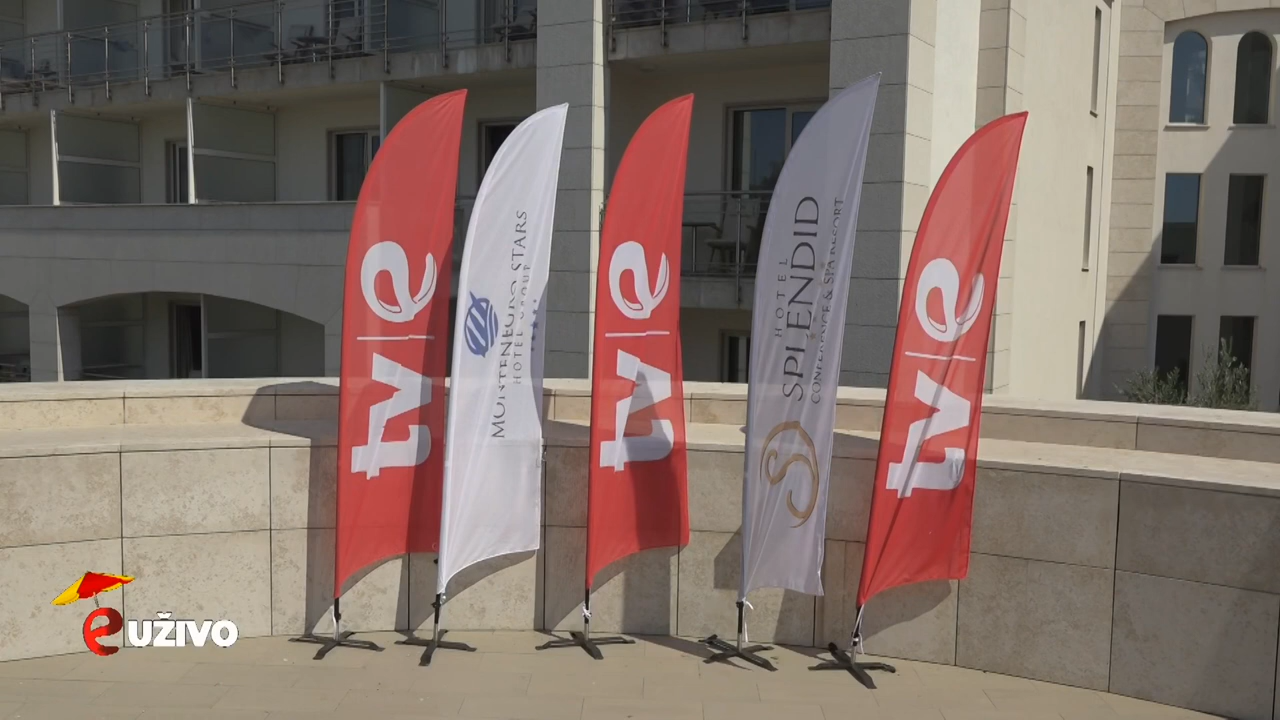 tv|e
MONTENEGRO STARS
HOTEL GROUP
tv|e
HOTEL
SPLENDID
CONFERENCE & SPA RESORT
tv|e
e UŽIVO